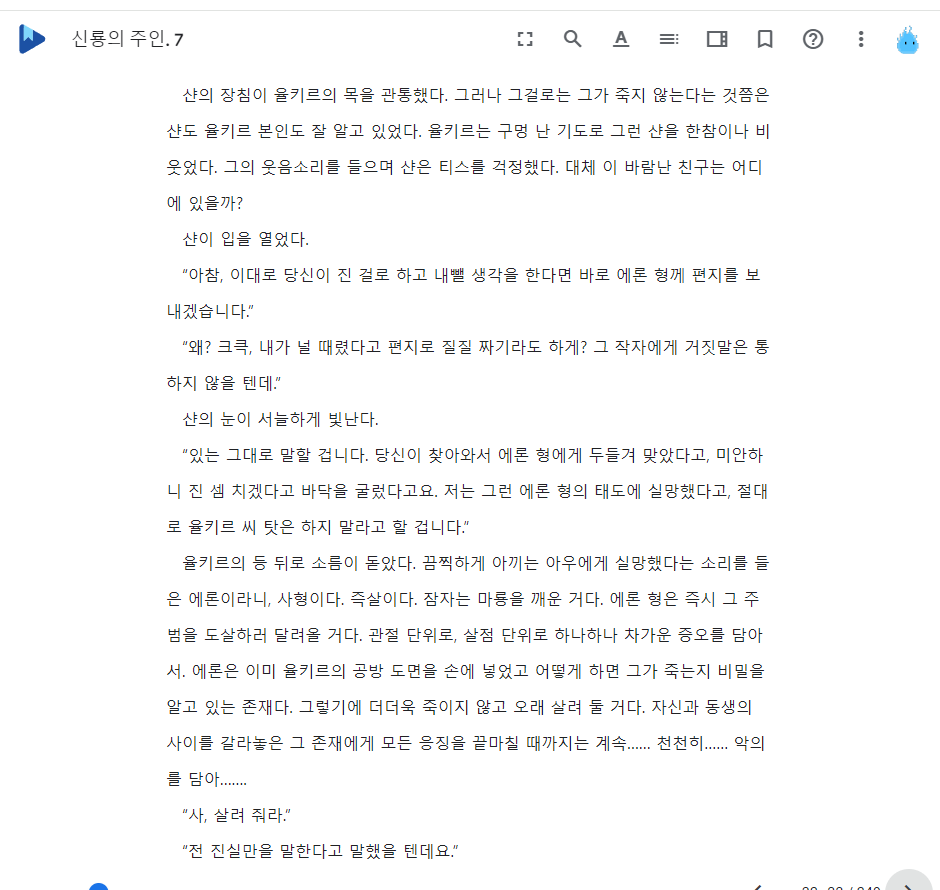 신룡의 주인. 7
샨의 장침이 율키르의 목을 관통했다. 그러나 그걸로는 그가 죽지 않는다는 것쯤은
샨도 율키르 본인도 잘 알고 있었다. 율키르는 구멍 난 기도로 그런 샨을 한참이나 비
웃었다. 그의 웃음소리를 들으며 샨은 티스를 걱정했다. 대체 이 바람난 친구는 어디
에 있을까?
샨이 입을 열었다.
“아참, 이대로 당신이 진 걸로 하고 내뺄 생각을 한다면 바로 에론 형께 편지를 보
내겠습니다.”
“왜? 크큭, 내가 널 때렸다고 편지로 질질 짜기라도 하게? 그 작자에게 거짓말은 통
하지 않을 텐데.”
샨의 눈이 서늘하게 빛난다.
“있는 그대로 말할 겁니다. 당신이 찾아와서 에론 형에게 두들겨 맞았다고, 미안하
니 진 셈 치겠다고 바닥을 굴렀다고요. 저는 그런 에론 형의 태도에 실망했다고, 절대
로 율키르 씨 탓은 하지 말라고 할 겁니다.”
율키르의 등 뒤로 소름이 돋았다. 끔찍하게 아끼는 아우에게 실망했다는 소리를 들
은 에론이라니, 사형이다. 즉살이다. 잠자는 마룡을 깨운 거다. 에론 형은 즉시 그 주
범을 도살하러 달려올 거다. 관절 단위로, 살점 단위로 하나하나 차가운 증오를 담아
서. 에론은 이미 율키르의 공방 도면을 손에 넣었고 어떻게 하면 그가 죽는지 비밀을
알고 있는 존재다. 그렇기에 더더욱 죽이지 않고 오래 살려 둘 거다. 자신과 동생의
사이를 갈라놓은 그 존재에게 모든 응징을 끝마칠 때까지는 계속…… 천천히…… 악의
를 담아…….
“사, 살려 줘라.”
“전 진실만을 말한다고 말했을 텐데요.”